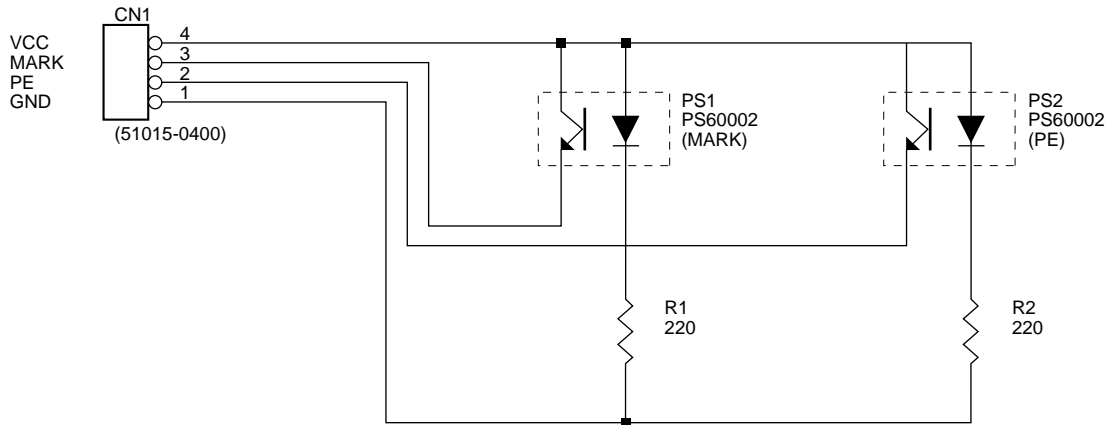 CN1
VCC 4
MARK 3
PE 2
GND 1
(51015-0400)
PS1
PS60002
(MARK)
PS2
PS60002
(PE)
R1
220
R2
220